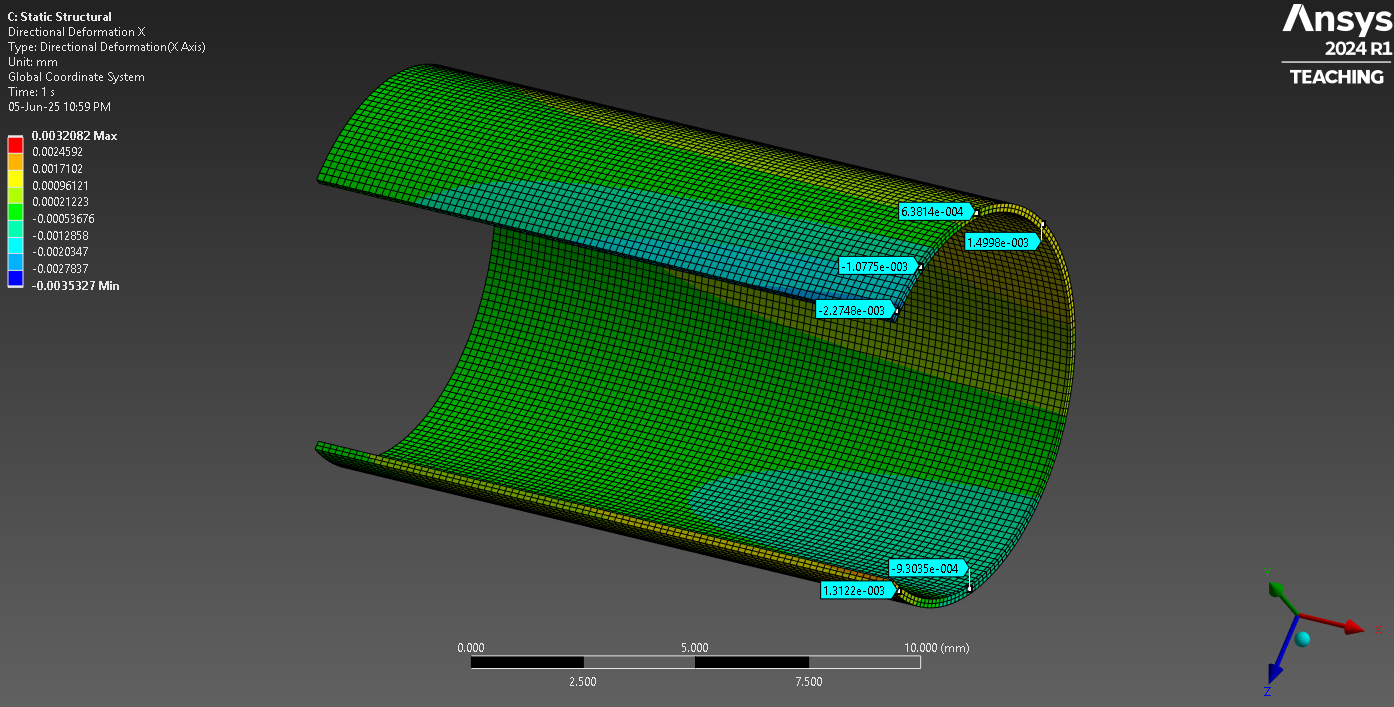 C: Static Structural
Directional Deformation X
Type: Directional Deformation(X Axis)
Unit: mm
Global Coordinate System
Time: 1 s
05-Jun-25 10:59 PM
0.0032082 Max
0.0024592
0.0017102
0.00096121
0.00021223
-0.00053676
-0.0012858
-0.0020347
-0.0027837
-0.0035327 Min
Ansys
2024 R1
TEACHING
6.3814e-004
1.4998e-003
-1.0775e-003
-2.2748e-003
-9.3035e-004
1.3122e-003
0.000 5.000 10.000 (mm)
2.500 7.500
Y
X
Z